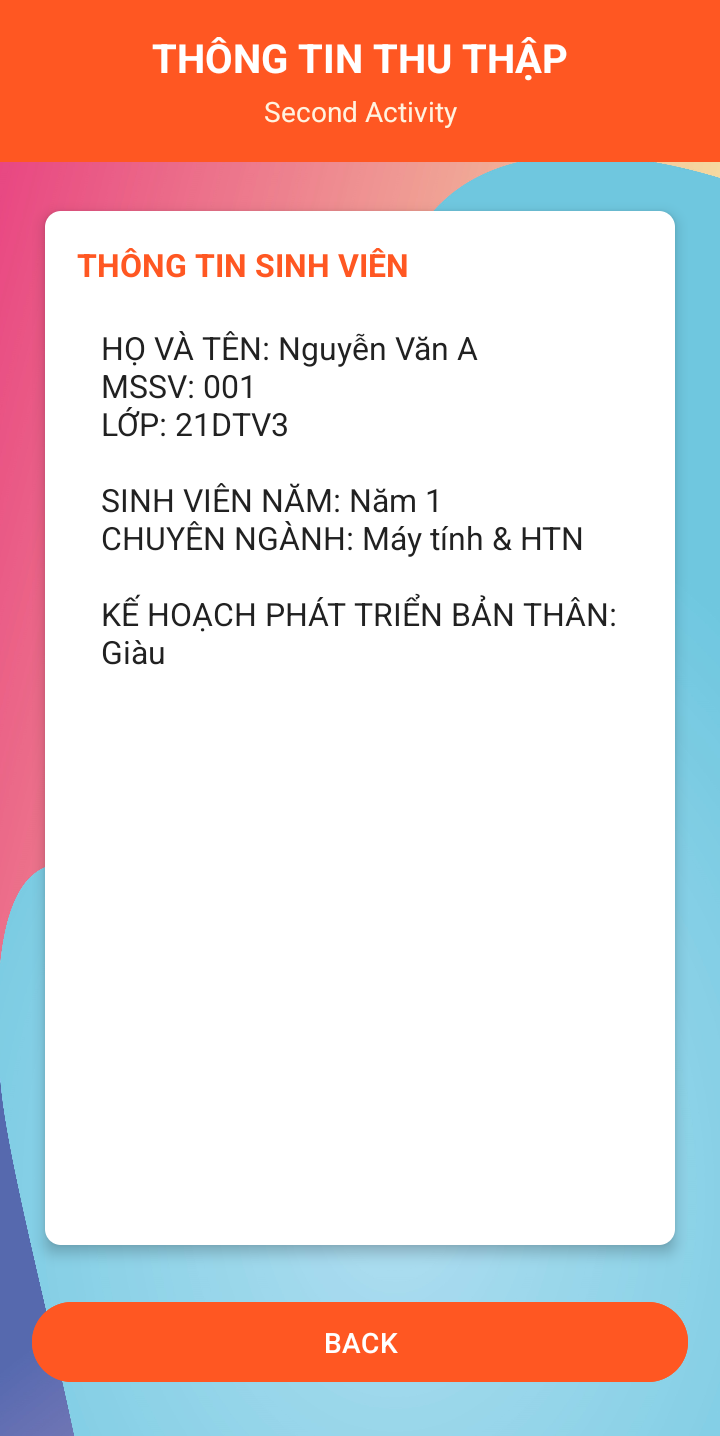 THÔNG TIN THU THẬP
Second Activity
THÔNG TIN SINH VIÊN
HỌ VÀ TÊN: Nguyễn Văn A
MSSV: 001
LỚP: 21DTV3
SINH VIÊN NĂM: Năm 1
CHUYÊN NGÀNH: Máy tính & HTN
KẾ HOẠCH PHÁT TRIỂN BẢN THÂN:
Giàu
BACK